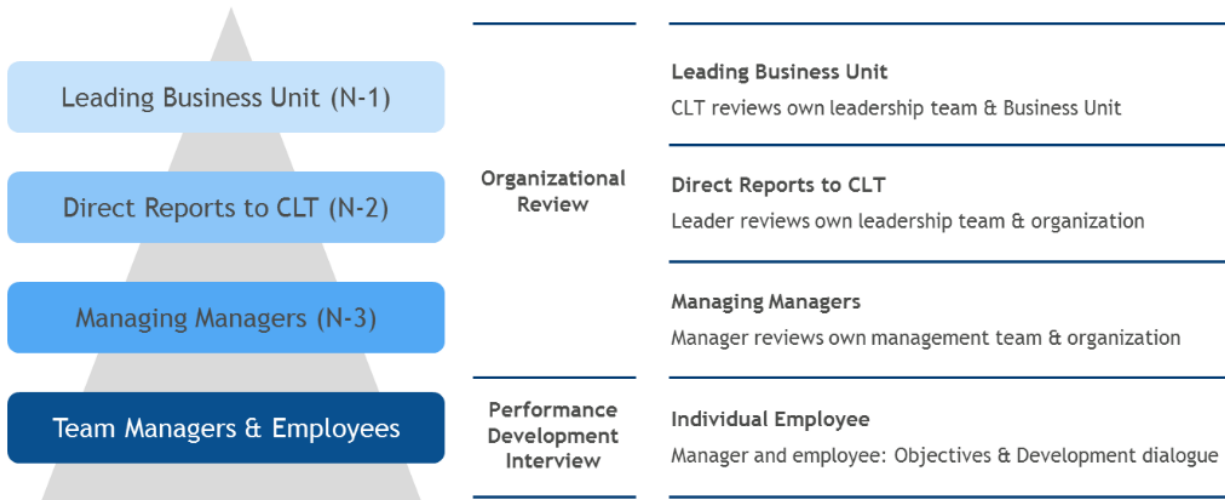 Leading Business Unit (N-1)
Direct Reports to CLT (N-2)
Managing Managers (N-3)
Team Managers & Employees
Organizational
Review
Performance
Development
Interview
Leading Business Unit
CLT reviews own leadership team & Business Unit
Direct Reports to CLT
Leader reviews own leadership team & organization
Managing Managers
Manager reviews own management team & organization
Individual Employee
Manager and employee: Objectives & Development dialogue